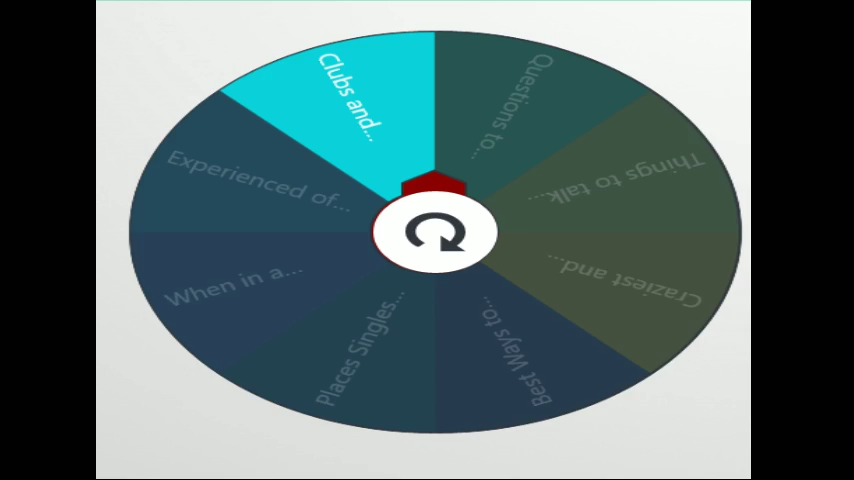 Clubs and...
Questions to...
Things to talk...
Craziest and...
Best Ways to...
Places Singles...
When in a...
Experienced of...